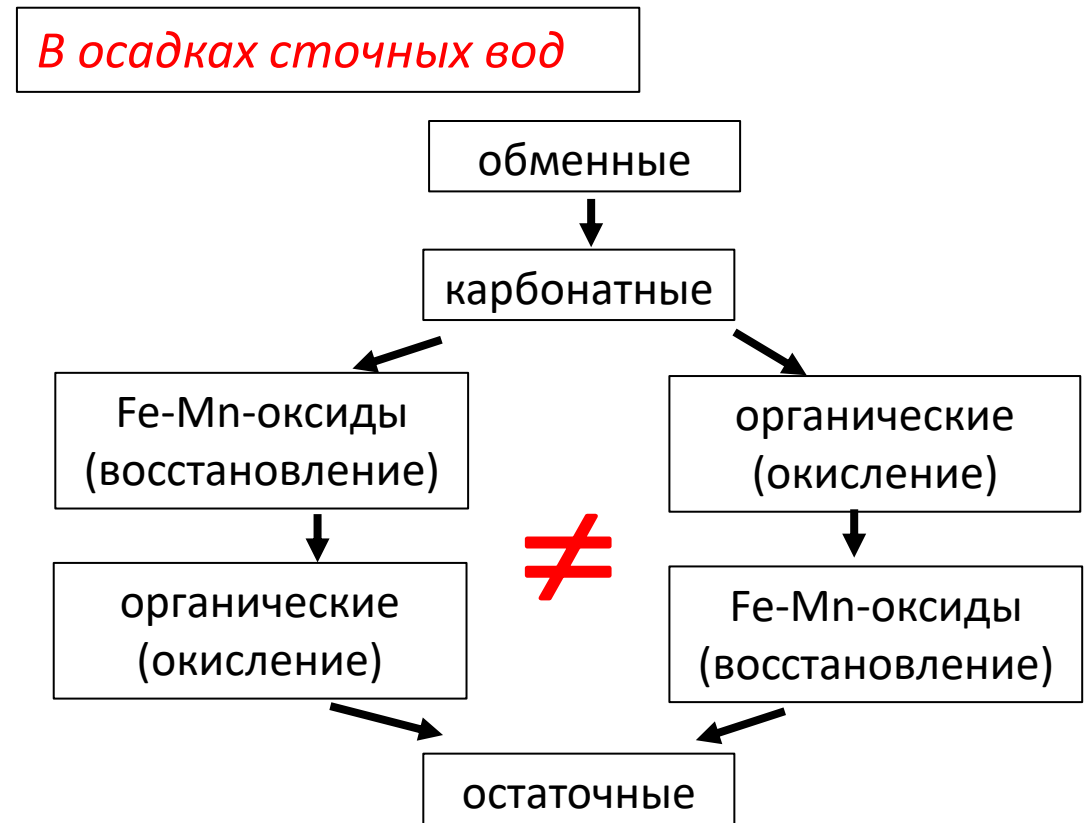 В осадках сточных вод
обменные
карбонатные
Fe-Mn-оксиды
(восстановление)
органические
(окисление)
≠
органические
(окисление)
Fe-Mn-оксиды
(восстановление)
остаточные